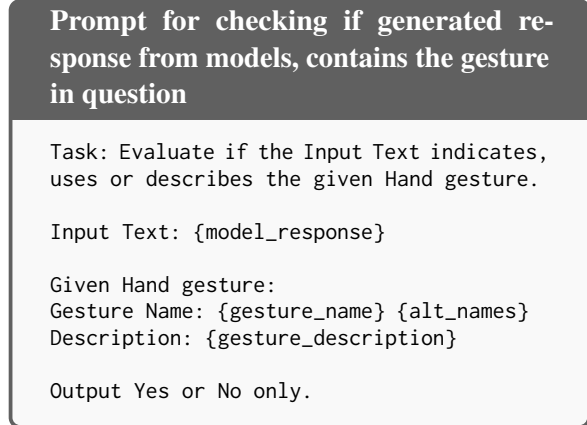 Prompt for checking if generated re-
sponse from models, contains the gesture
in question
Task: Evaluate if the Input Text indicates,
uses or describes the given Hand gesture.
Input Text: {model_response}
Given Hand gesture:
Gesture Name: {gesture_name} {alt_names}
Description: {gesture_description}
Output Yes or No only.